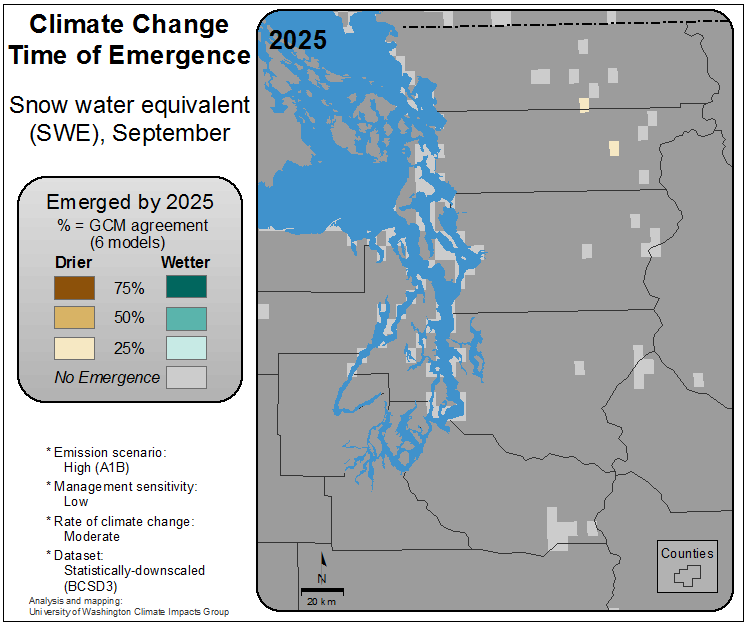 Climate Change
Time of Emergence
Snow water equivalent
(SWE), September
Emerged by 2025
% = GCM agreement
(6 models)
Drier Wetter
75%
50%
25%
No Emergence
* Emission scenario:
High (A1B)
* Management sensitivity:
Low
* Rate of climate change:
Moderate
* Dataset:
Statistically-downscaled
(BCSD3)
Analysis and mapping:
University of Washington Climate Impacts Group
2025
N
20 km
Counties